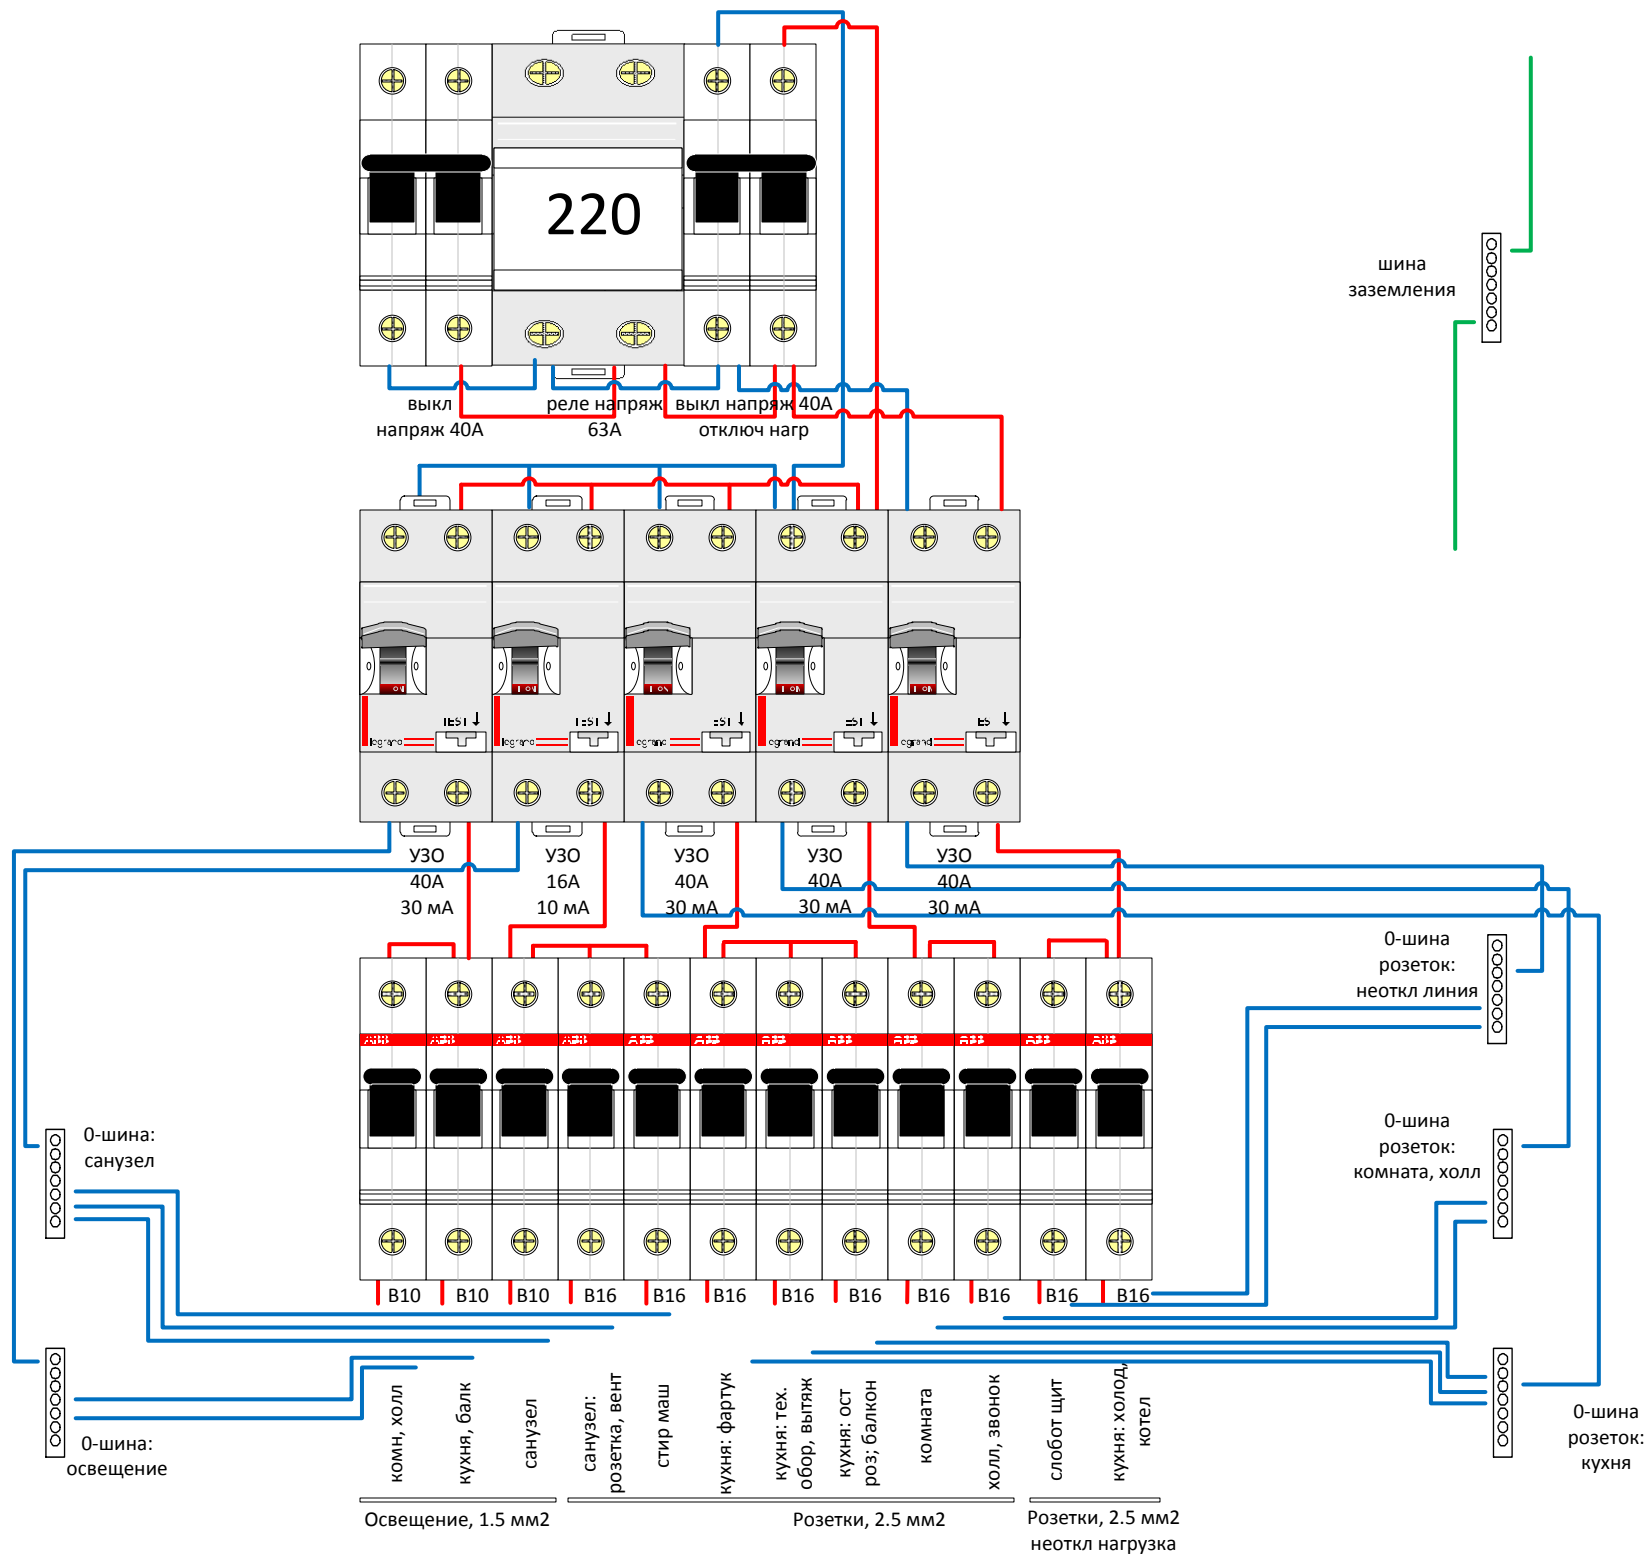 220
шина
заземления
выкл
напряж 40А
реле напряж
63А
выкл напряж 40А
отключ нагр
УЗО
40А
30 мА
УЗО
16А
10 мА
УЗО
40А
30 мА
УЗО
40А
30 мА
УЗО
40А
30 мА
0-шина
розеток:
неоткл линия
0-шина:
санузел
0-шина
розеток:
комната, холл
B10
B10
B10
B16
B16
B16
B16
B16
B16
B16
B16
B16
0-шина:
освещение
комн, холл
кухня, балк
санузел
санузел:
розетка, вент
стир маш
кухня: фартук
кухня: тех.
обор, вытяж
кухня: ост
роз; балкон
комната
холл, звонок
слобот щит
кухня: холод,
котел
0-шина
розеток:
кухня
Освещение, 1.5 мм2
Розетки, 2.5 мм2
Розетки, 2.5 мм2
неоткл нагрузка